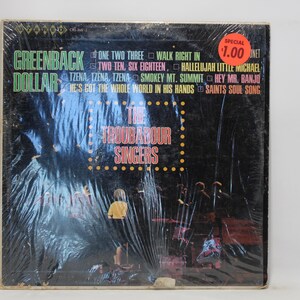 STEREO
GREENBACK
DOLLAR
ONE TWO THREE □ WALK RIGHT IN
NET
TWO TEN, SIX EIGHTEEN □ HALLELUJAH LITTLE MICHAEL
TZENA, TZENA, TZENA □ SMOKEY MT. SUMMIT □ HEY MR. BANJO
HE'S GOT THE WHOLE WORLD IN HIS HANDS □ SAINTS SOUL SONG
SPECIAL
$1.00
THE
TROUBADOUR
SINGERS